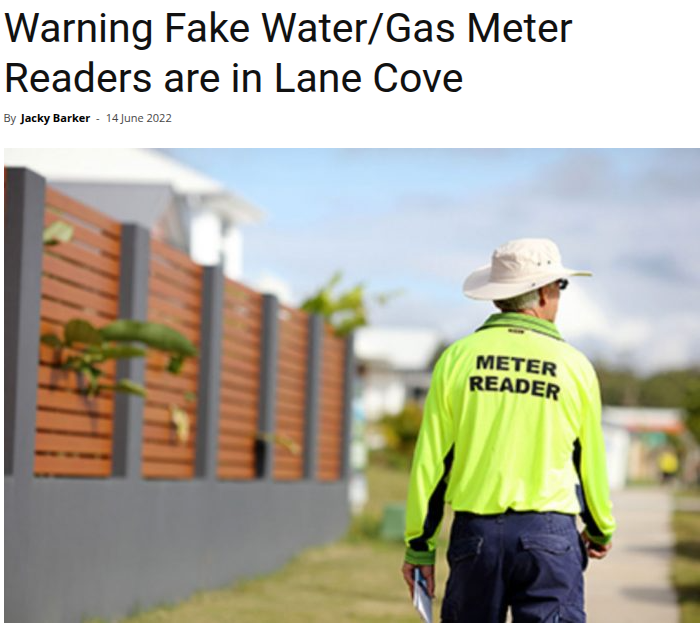 Warning Fake Water/Gas Meter
Readers are in Lane Cove
By Jacky Barker - 14 June 2022
METER
READER